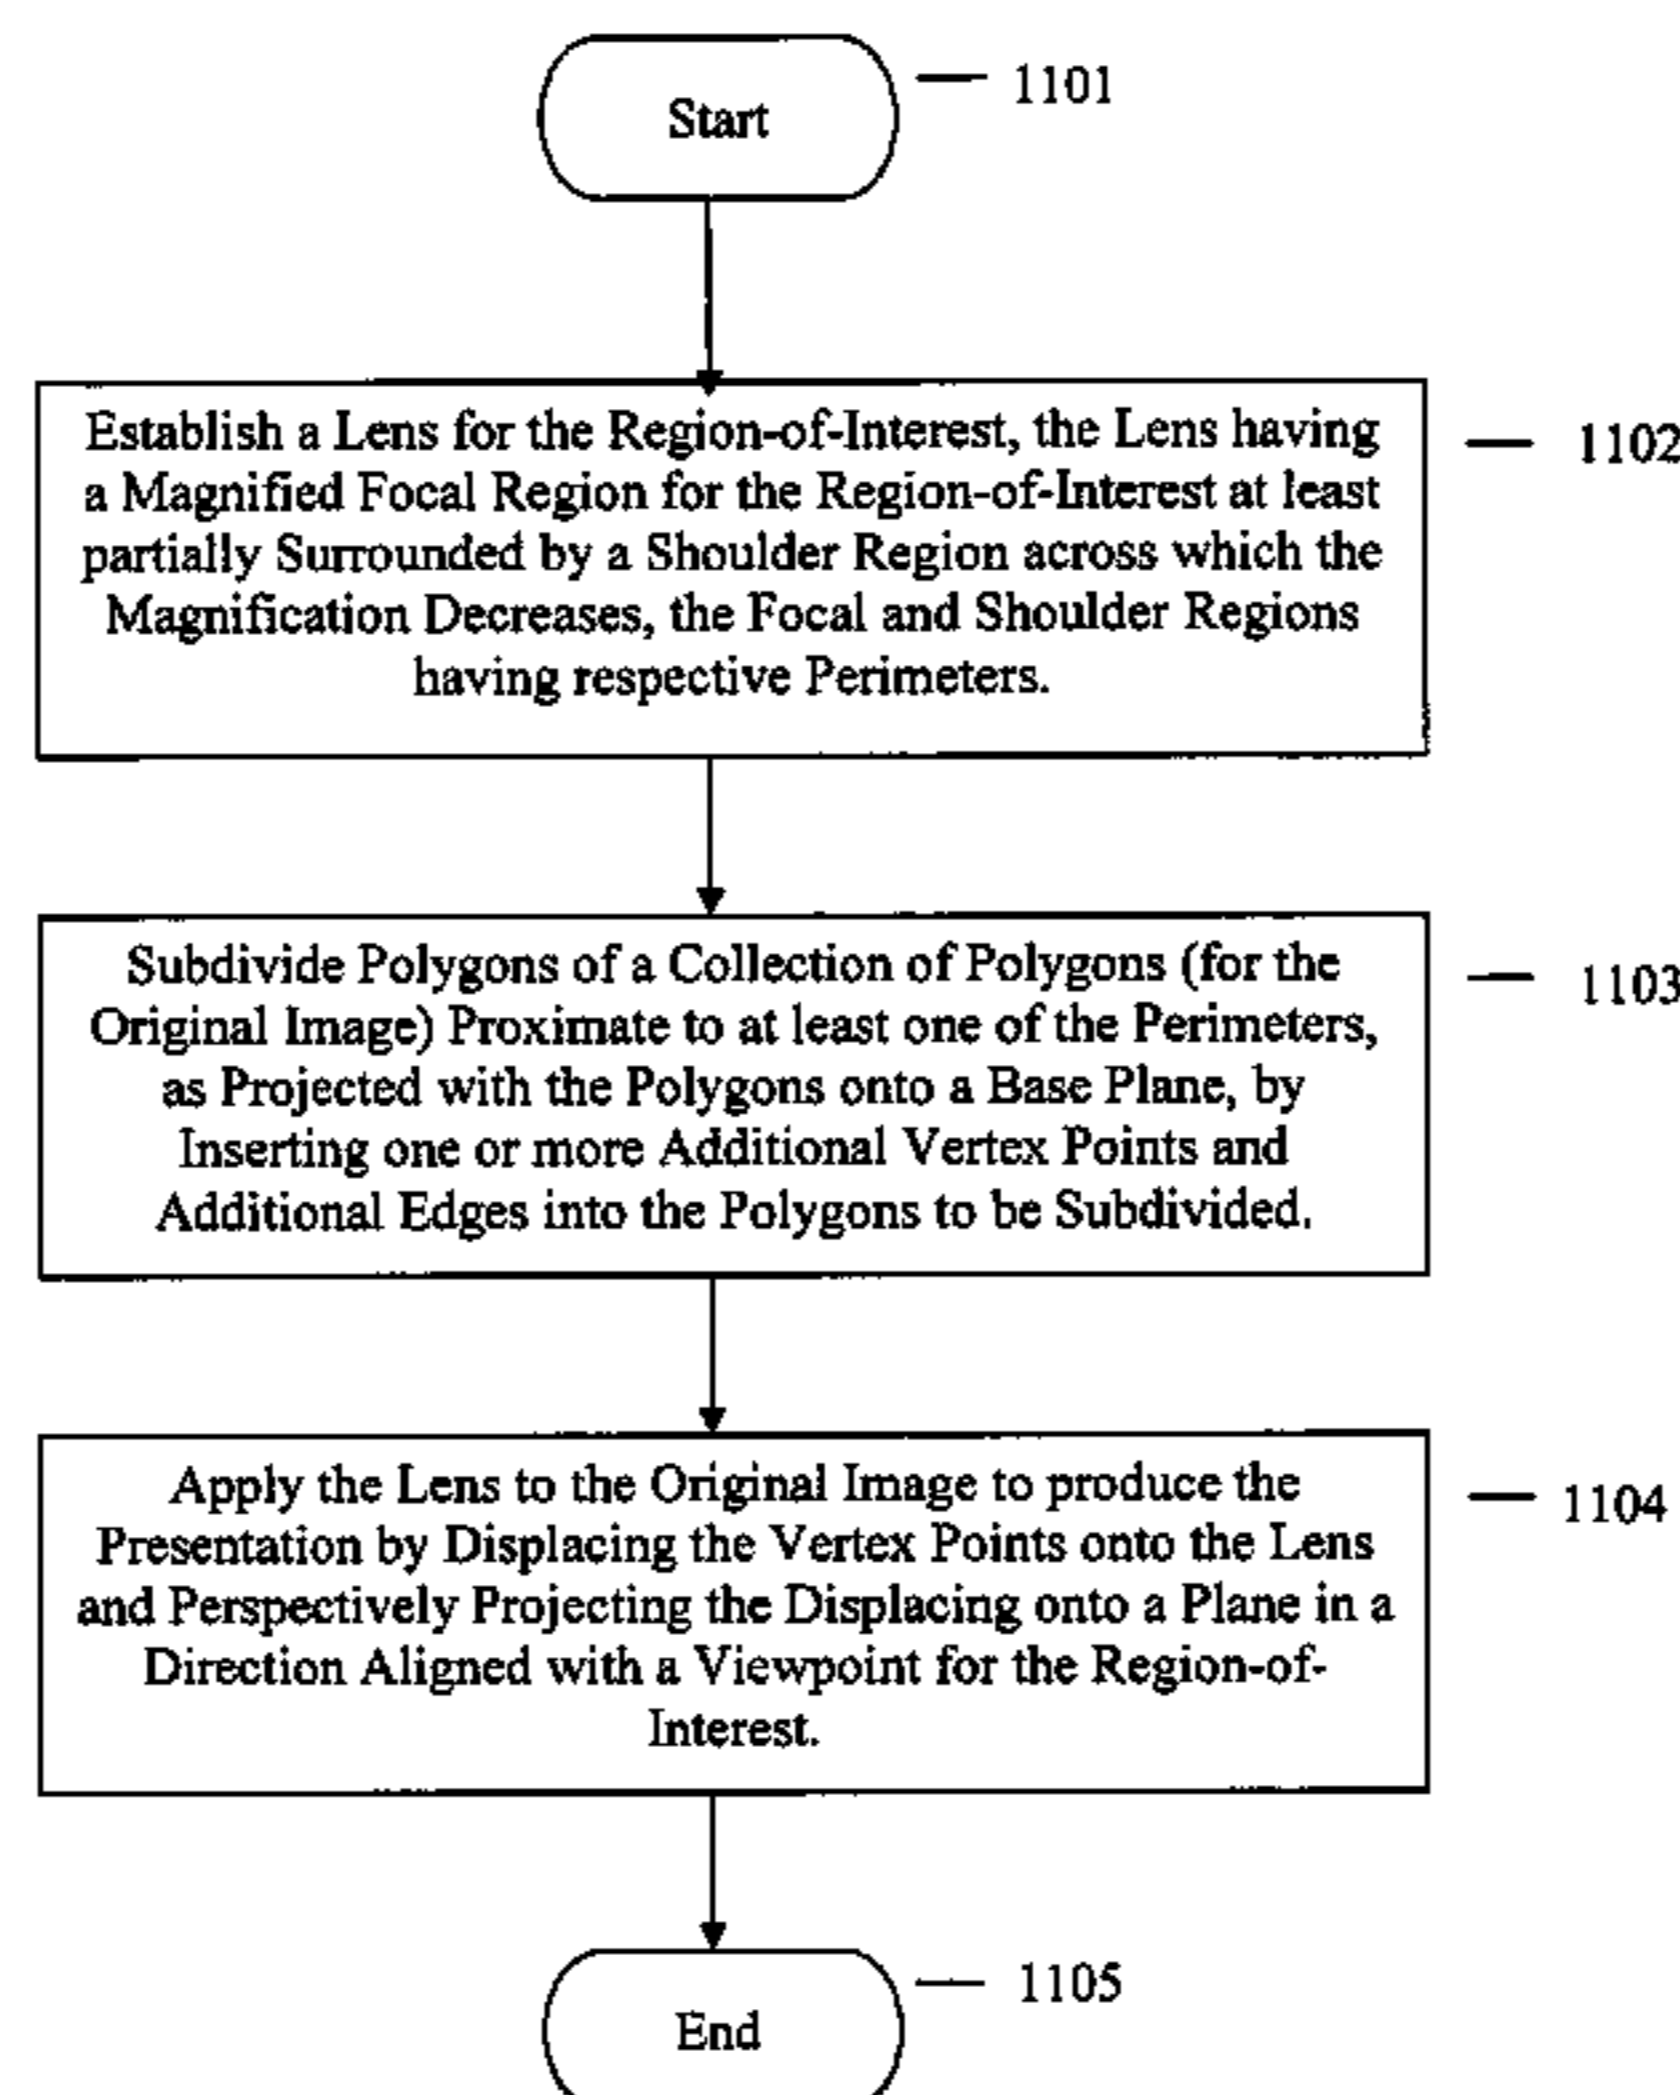 Start
1101
Establish a Lens for the Region-of-Interest, the Lens having
1102
a Magnified Focal Region for the Region-of-Interest at least
partially Surrounded by a Shoulder Region across which the
Magnification Decreases, the Focal and Shoulder Regions
having respective Perimeters.
Subdivide Polygons of a Collection of Polygons (for the
1103
Original Image) Proximate to at least one of the Perimeters,
as Projected with the Polygons onto a Base Plane, by
Inserting one or more Additional Vertex Points and
Additional Edges into the Polygons to be Subdivided.
Apply the Lens to the Original Image to produce the
1104
Presentation by Displacing the Vertex Points onto the Lens
and Perspectively Projecting the Displacing onto a Plane in a
Direction Aligned with a Viewpoint for the Region-of-
Interest.
1105
End